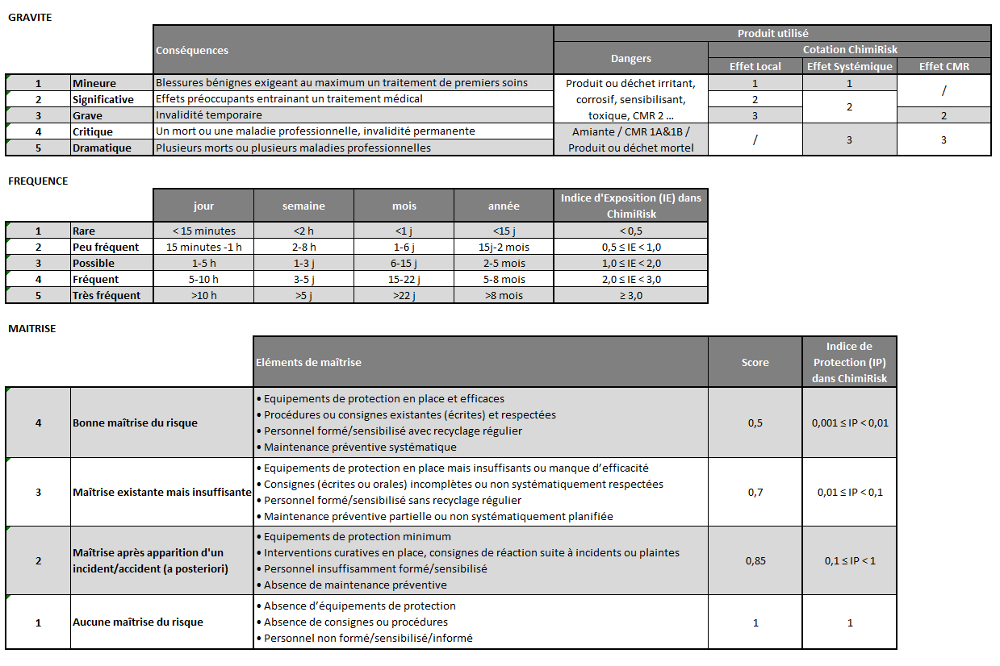 GRAVITE
Conséquences
Produit utilisé
Dangers
Cotation ChimiRisk
Effet Local
Effet Systémique
Effet CMR
1 Mineure Blessures bénignes exigeant au maximum un traitement de premiers soins
2 Significative Effets préoccupants entrainant un traitement médical
3 Grave Invalidité temporaire
4 Critique Un mort ou une maladie professionnelle, invalidité permanente
5 Dramatique Plusieurs morts ou plusieurs maladies professionnelles
Produit ou déchet irritant,
corrosif, sensibilisant,
toxique, CMR 2 ...
Amiante / CMR 1A&1B /
Produit ou déchet mortel
1
2
3
/
1
2
3
/
2
3
FREQUENCE
jour semaine mois année Indice d'Exposition (IE) dans
ChimiRisk
1 Rare < 15 minutes <2 h <1 j <15 j < 0,5
2 Peu fréquent 15 minutes -1 h 2-8 h 1-6 j 15j-2 mois 0,5 ≤ IE < 1,0
3 Possible 1-5 h 1-3 j 6-15 j 2-5 mois 1,0 ≤ IE < 2,0
4 Fréquent 5-10 h 3-5 j 15-22 j 5-8 mois 2,0 ≤ IE < 3,0
5 Très fréquent >10 h >5 j >22 j >8 mois ≥ 3,0
MAITRISE
Eléments de maîtrise
Score
Indice de
Protection (IP)
dans ChimiRisk
4
Bonne maîtrise du risque
• Equipements de protection en place et efficaces
• Procédures ou consignes existantes (écrites) et respectées
• Personnel formé/sensibilisé avec recyclage régulier
• Maintenance préventive systématique
0,5
0,001 ≤ IP < 0,01
3
Maîtrise existante mais insuffisante
• Equipements de protection en place mais insuffisants ou manque d’efficacité
• Consignes (écrites ou orales) incomplètes ou non systématiquement respectées
• Personnel formé/sensibilisé sans recyclage régulier
• Maintenance préventive partielle ou non systématiquement planifiée
0,7
0,01 ≤ IP < 0,1
2
Maîtrise après apparition d'un
incident/accident (a posteriori)
• Equipements de protection minimum
• Interventions curatives en place, consignes de réaction suite à incidents ou plaintes
• Personnel insuffisamment formé/sensibilisé
• Absence de maintenance préventive
0,85
0,1 ≤ IP < 1
1
Aucune maîtrise du risque
• Absence d’équipements de protection
• Absence de consignes ou procédures
• Personnel non formé/sensibilisé/informé
1
1